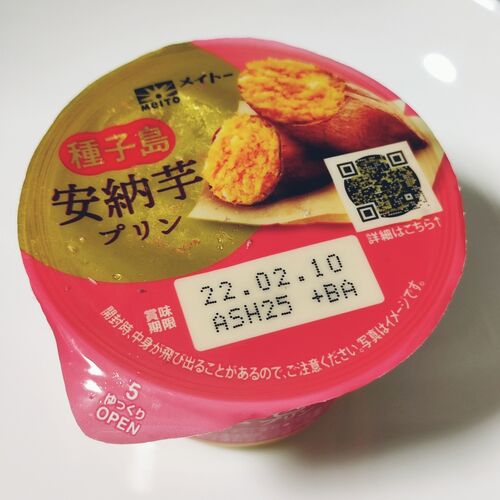 メイトー
MEITO
種子島
安納芋
プリン
詳細はこちら↑
賞味
期限
22.02.10
ASH25 +BA
開封時、中身が飛び出ることがあるので、ご注意ください。写真はイメージです。
5
ゆっくり
OPEN